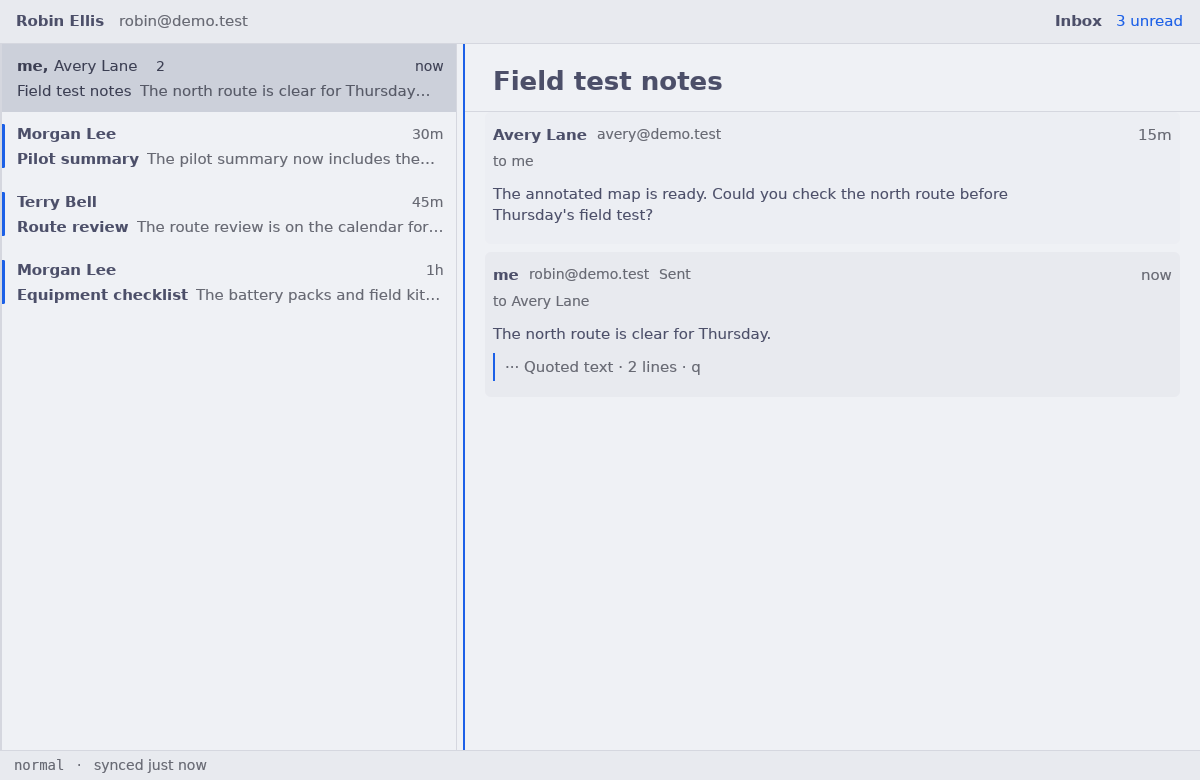 Robin Ellis robin@demo.test Inbox 3 unread
me, Avery Lane 2 now
Field test notes The north route is clear for Thursday…
Morgan Lee 30m
Pilot summary The pilot summary now includes the…
Terry Bell 45m
Route review The route review is on the calendar for…
Morgan Lee 1h
Equipment checklist The battery packs and field kit…
Field test notes
Avery Lane avery@demo.test 15m
to me
The annotated map is ready. Could you check the north route before
Thursday's field test?
me robin@demo.test Sent now
to Avery Lane
The north route is clear for Thursday.
··· Quoted text · 2 lines · q
normal · synced just now